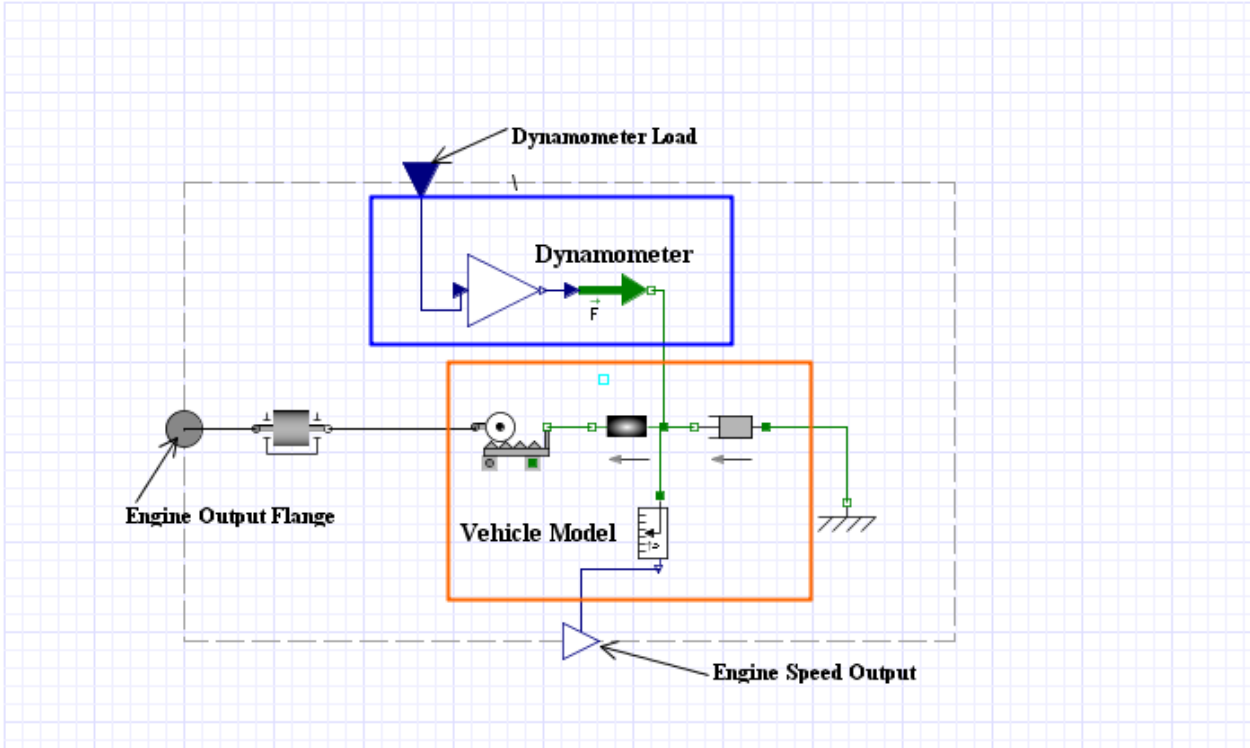 Dynamometer Load
Dynamometer
F
Engine Output Flange
Vehicle Model
Engine Speed Output